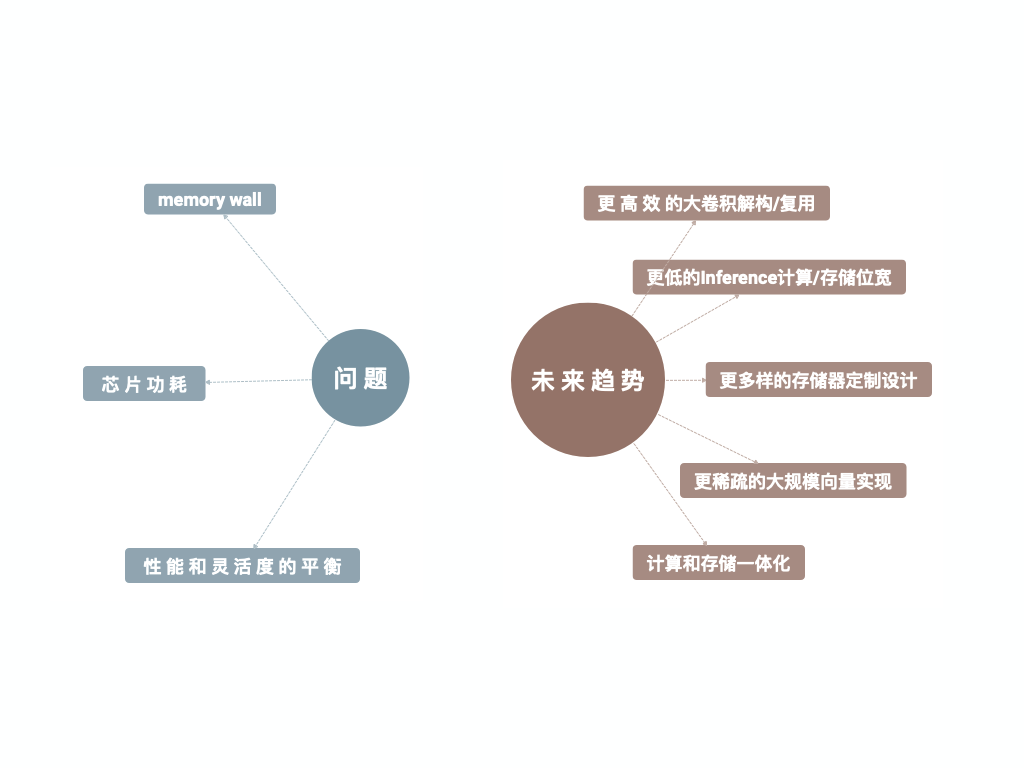 memory wall
芯片功耗
问题
性能和灵活度的平衡
更高效的大卷积解构/复用
更低的Inference计算/存储位宽
未来趋势
更多样的存储器定制设计
更稀疏的大规模向量实现
计算和存储一体化